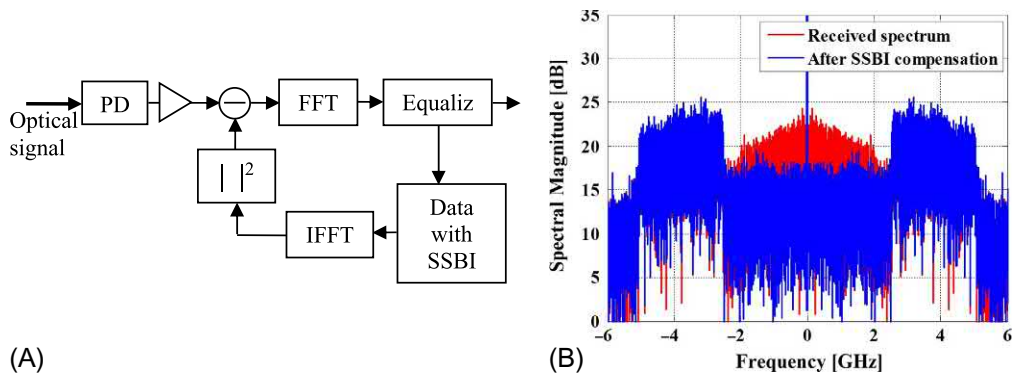 Optical
signal
PD
−
FFT
Equaliz
| |²
IFFT
Data
with
SSBI
(A)
Received spectrum
After SSBI compensation
Spectral Magnitude [dB]
35
30
25
20
15
10
5
0
−6
−4
−2
0
2
4
6
Frequency [GHz]
(B)